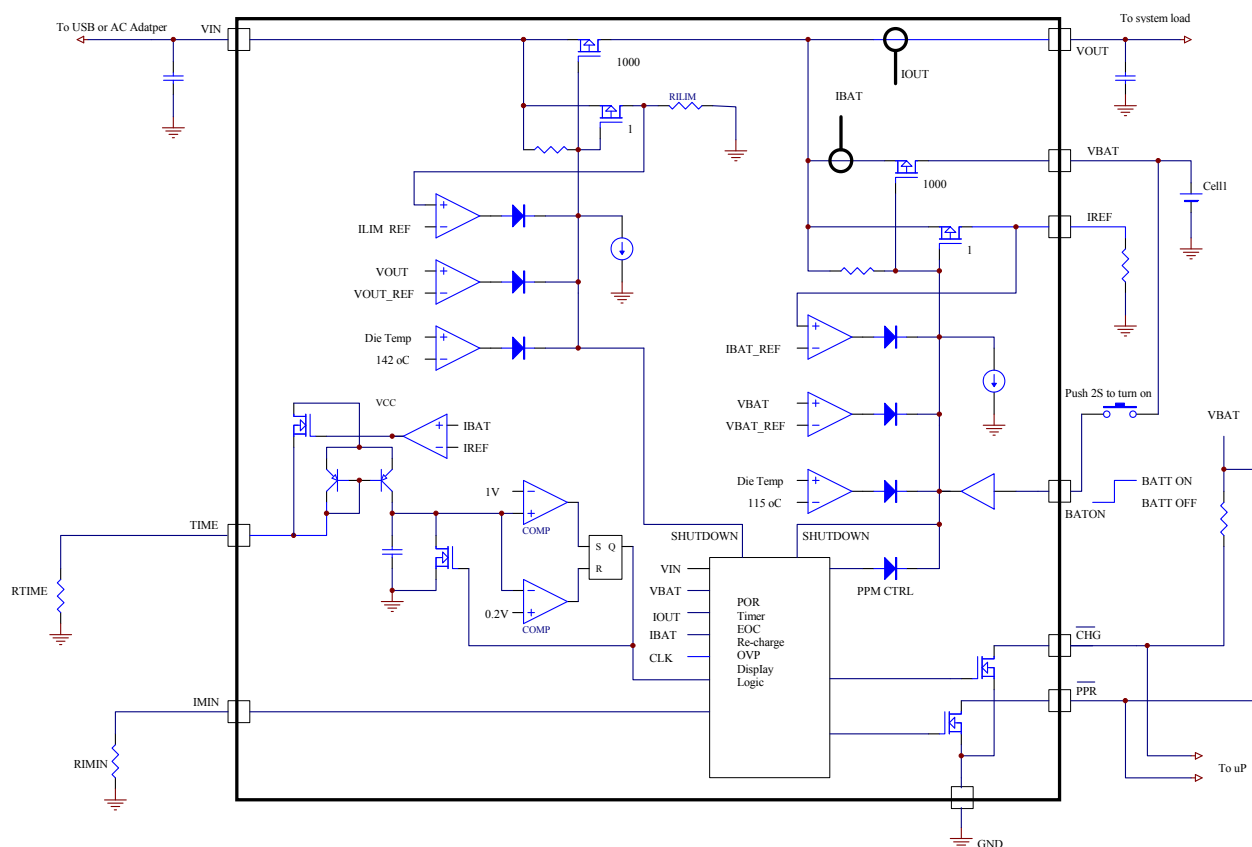 To USB or AC Adatper
VIN
To system load
VOUT
1000
IOUT
RILIM
IBAT
1
VBAT
1000
Cell1
IREF
ILIM_REF
1
VOUT
VOUT_REF
Die Temp
142 oC
IBAT_REF
VCC
IBAT
IREF
Push 2S to turn on
VBAT
VBAT_REF
VBAT
Die Temp
115 oC
BATT ON
BATON
BATT OFF
1V
COMP
TIME
SHUTDOWN
SHUTDOWN
S Q
R
RTIME
0.2V
COMP
VIN
VBAT
IOUT
IBAT
CLK
POR
Timer
EOC
Re-charge
OVP
Display
Logic
PPM CTRL
CHG
PPR
IMIN
RIMIN
To uP
GND